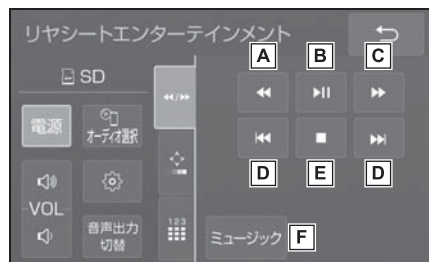 リヤシートエンターテインメント
A B C
SD
電源
オーディオ選択
D E D
VOL
音声出力
切替
123
ミュージック F